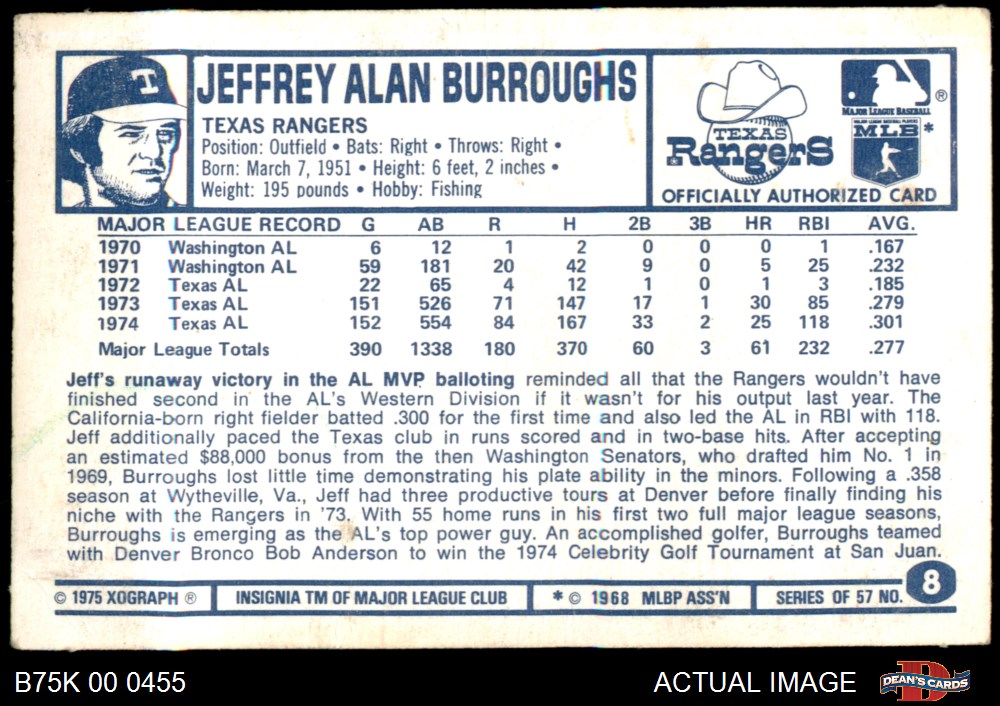 T
JEFFREY ALAN BURROUGHS
TEXAS RANGERS
Position: Outfield • Bats: Right • Throws: Right •
Born: March 7, 1951 • Height: 6 feet, 2 inches •
Weight: 195 pounds • Hobby: Fishing
TEXAS
RangerS
MAJOR LEAGUE BASEBALL
®
MAJOR LEAGUE BASEBALL PLAYERS
MLB*
OFFICIALLY AUTHORIZED CARD
MAJOR LEAGUE RECORD G AB R H 2B 3B HR RBI AVG.
1970 Washington AL 6 12 1 2 0 0 0 1 .167
1971 Washington AL 59 181 20 42 9 0 5 25 .232
1972 Texas AL 22 65 4 12 1 0 1 3 .185
1973 Texas AL 151 526 71 147 17 1 30 85 .279
1974 Texas AL 152 554 84 167 33 2 25 118 .301
Major League Totals 390 1338 180 370 60 3 61 232 .277
Jeff's runaway victory in the AL MVP balloting reminded all that the Rangers wouldn't have
finished second in the AL's Western Division if it wasn't for his output last year. The
California-born right fielder batted .300 for the first time and also led the AL in RBI with 118.
Jeff additionally paced the Texas club in runs scored and in two-base hits. After accepting
an estimated $88,000 bonus from the then Washington Senators, who drafted him No. 1 in
1969, Burroughs lost little time demonstrating his plate ability in the minors. Following a .358
season at Wytheville, Va., Jeff had three productive tours at Denver before finally finding his
niche with the Rangers in '73. With 55 home runs in his first two full major league seasons,
Burroughs is emerging as the AL's top power guy. An accomplished golfer, Burroughs teamed
with Denver Bronco Bob Anderson to win the 1974 Celebrity Golf Tournament at San Juan.
© 1975 XOGRAPH ® INSIGNIA TM OF MAJOR LEAGUE CLUB * © 1968 MLBP ASS'N SERIES OF 57 NO. 8
B75K 00 0455 ACTUAL IMAGE D DEAN'S CARDS